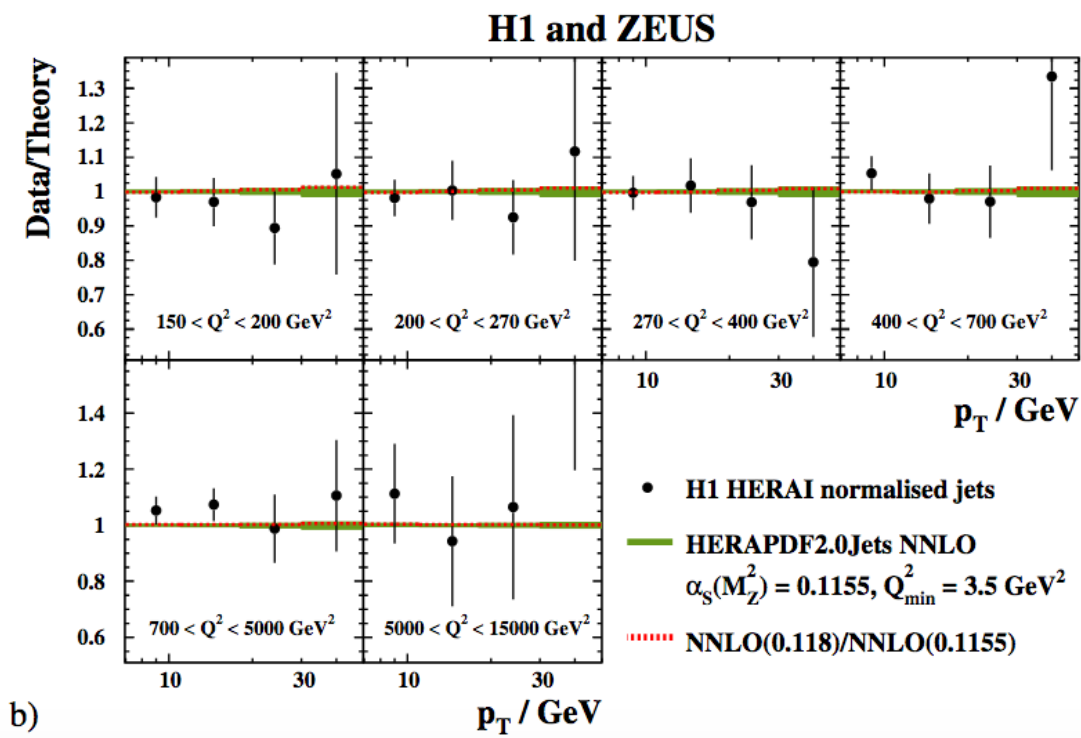 H1 and ZEUS
Data/Theory
1.3
1.2
1.1
1
0.9
0.8
0.7
0.6
150 < Q² < 200 GeV²
200 < Q² < 270 GeV²
270 < Q² < 400 GeV²
400 < Q² < 700 GeV²
10 30
10 30
p_T / GeV
1.4
1.2
1
0.8
0.6
700 < Q² < 5000 GeV²
5000 < Q² < 15000 GeV²
10 30
10 30
p_T / GeV
H1 HERAI normalised jets
HERAPDF2.0Jets NNLO
α_S(M_Z²) = 0.1155, Q²_min = 3.5 GeV²
NNLO(0.118)/NNLO(0.1155)
b)